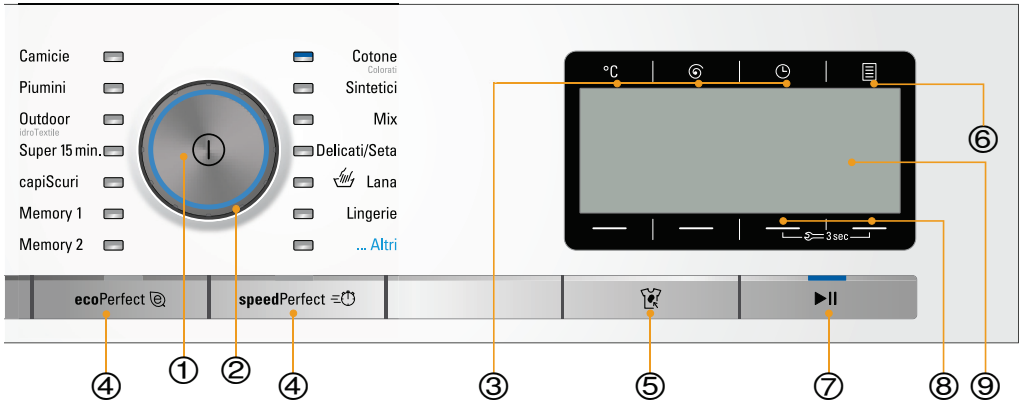 Camicie
Piumini
Outdoor
idroTextile
Super 15 min.
capiScuri
Memory 1
Memory 2
Cotone
Colorati
Sintetici
Mix
Delicati/Seta
Lana
Lingerie
... Altri
°C
3 sec
ecoPerfect
speedPerfect
①
②
③
④
④
⑤
⑥
⑦
⑧
⑨